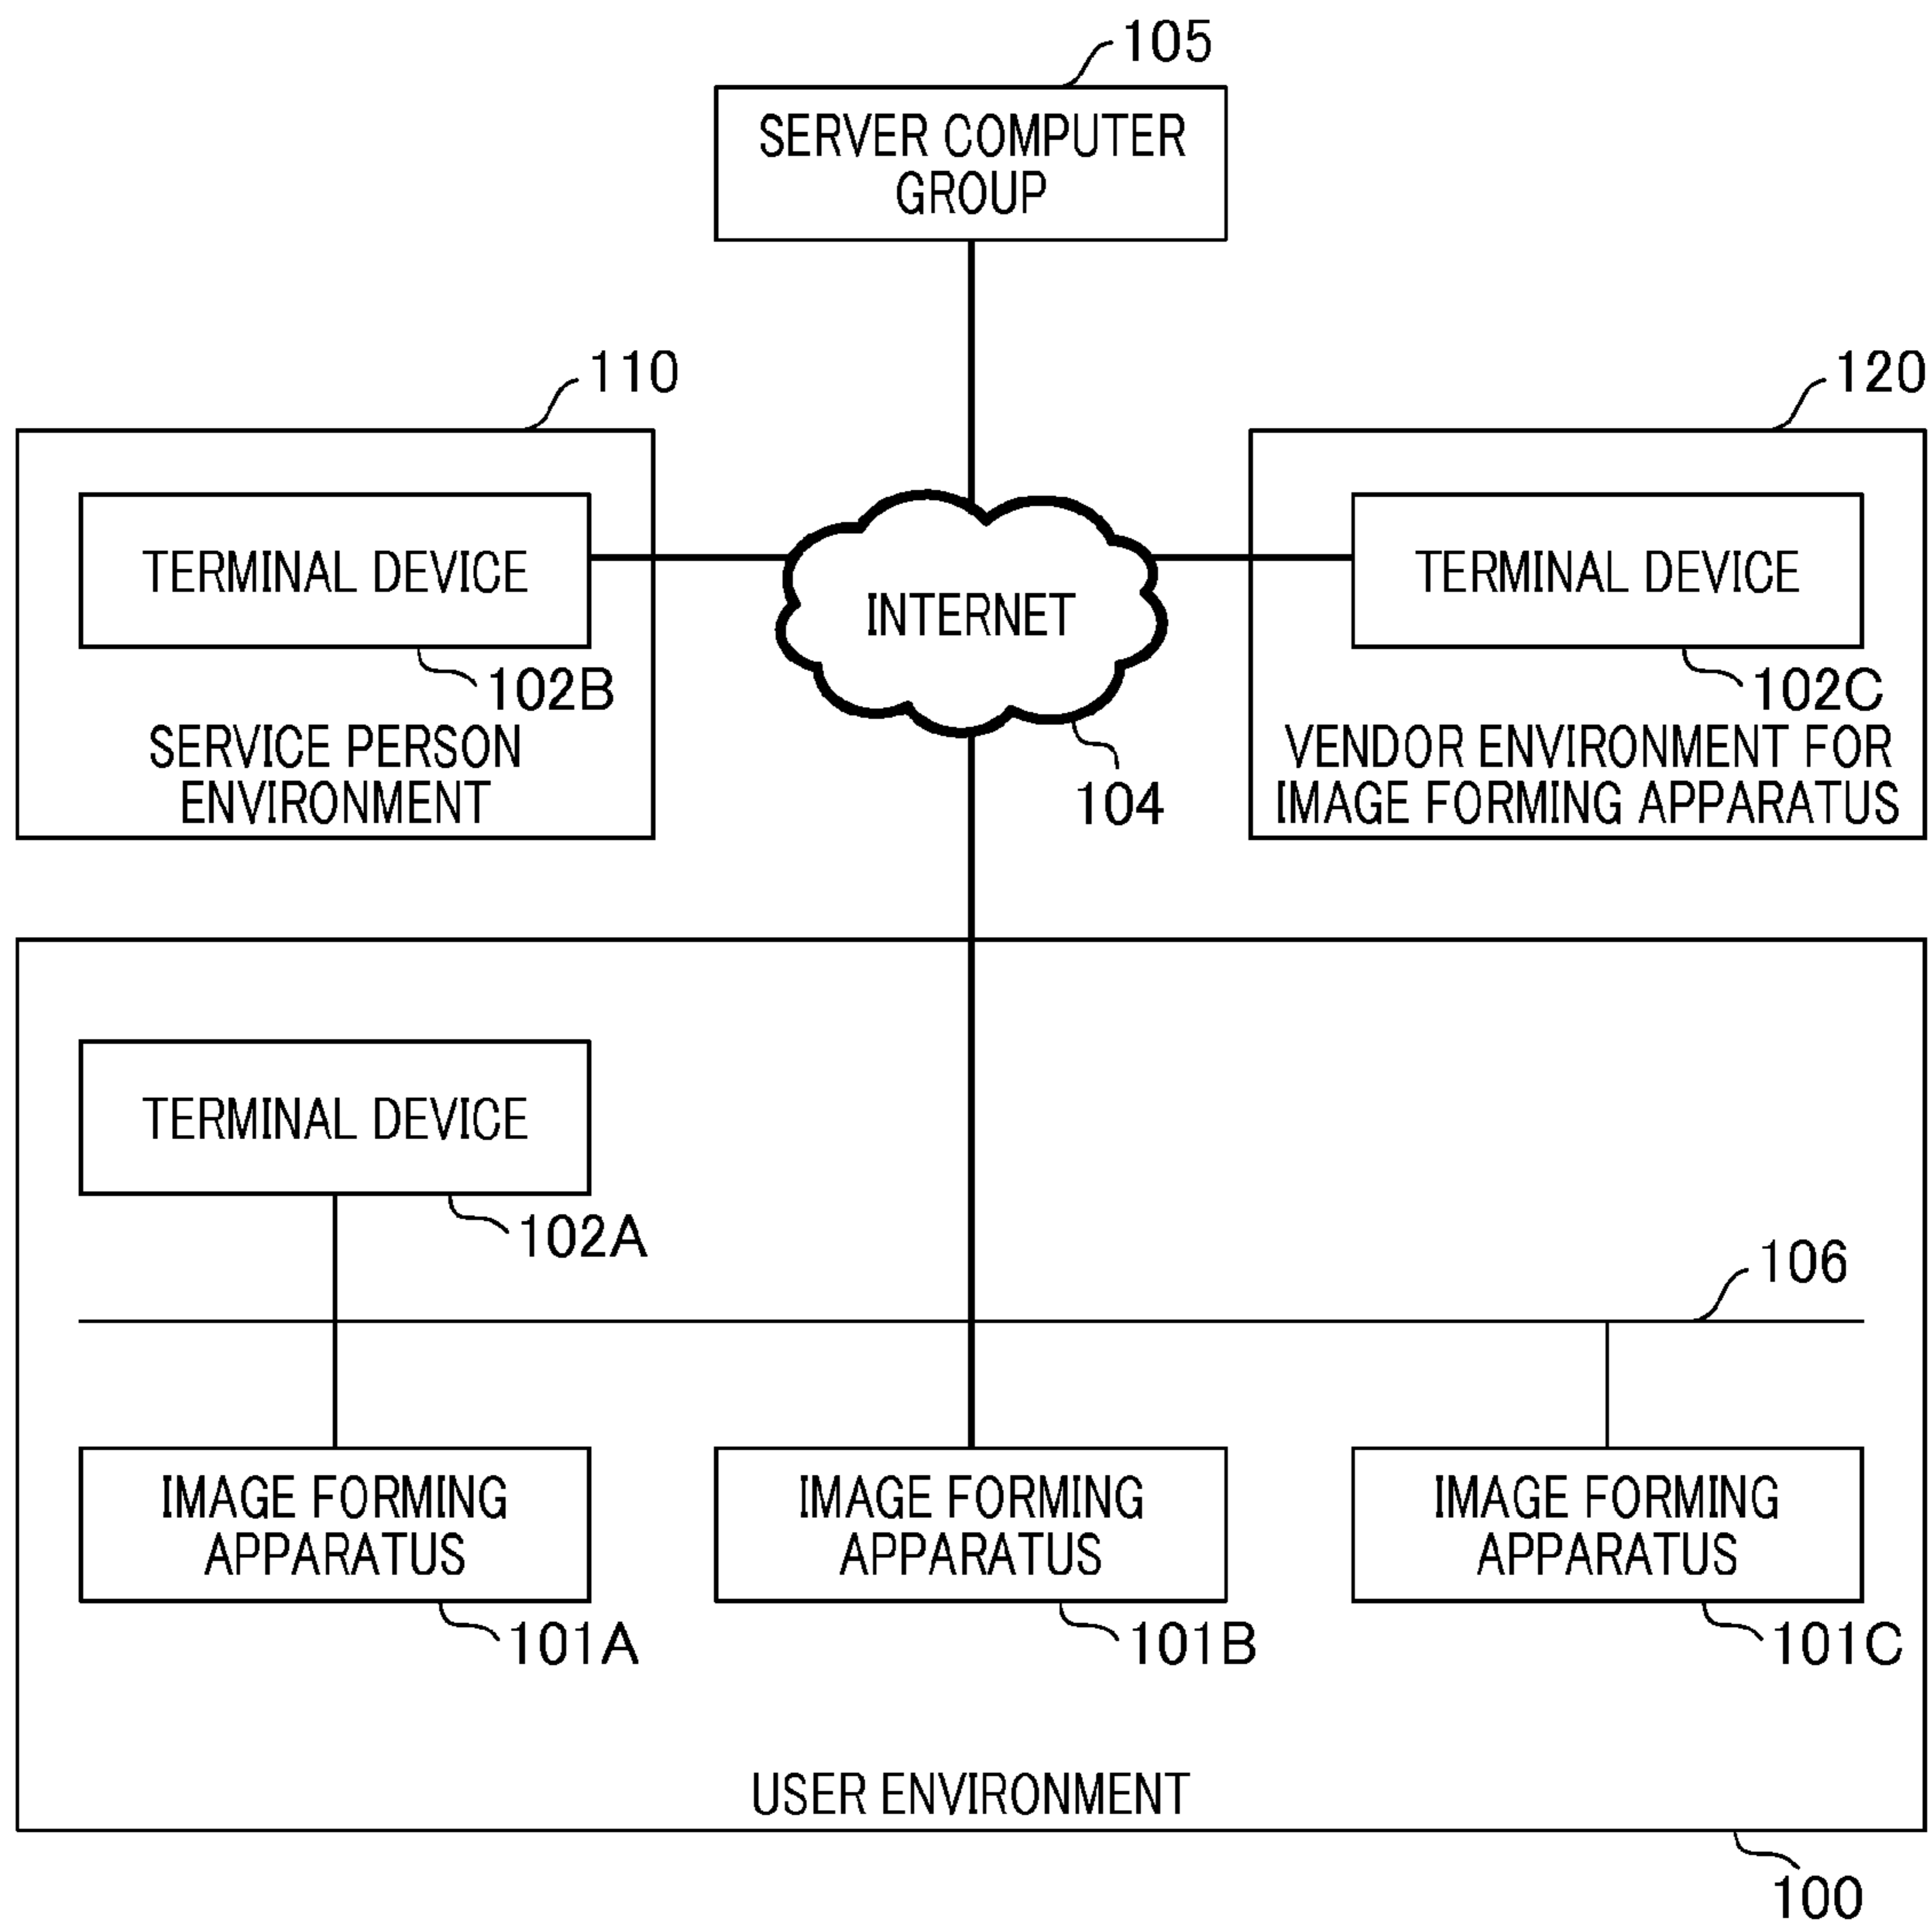 105
SERVER COMPUTER
GROUP
110
120
TERMINAL DEVICE
INTERNET
TERMINAL DEVICE
102B
102C
SERVICE PERSON
ENVIRONMENT
104
VENDOR ENVIRONMENT FOR
IMAGE FORMING APPARATUS
TERMINAL DEVICE
102A
106
IMAGE FORMING
APPARATUS
IMAGE FORMING
APPARATUS
IMAGE FORMING
APPARATUS
101A
101B
101C
USER ENVIRONMENT
100